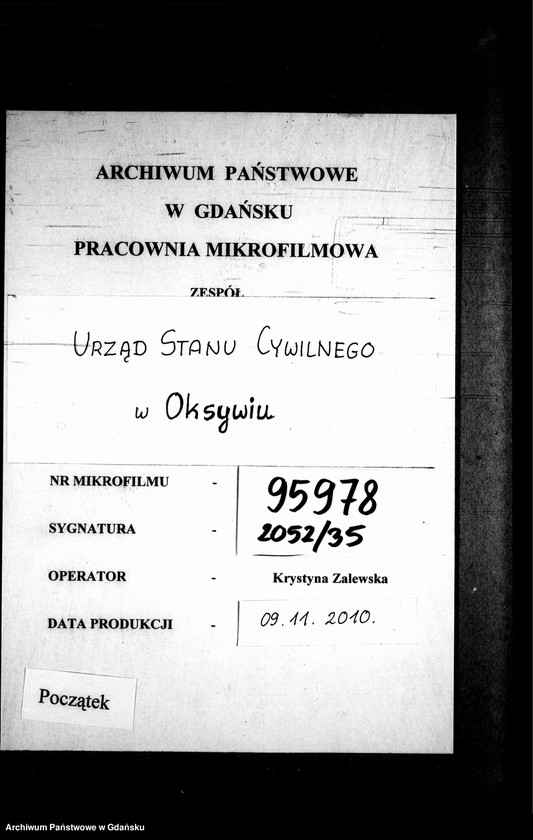 ARCHIWUM PAŃSTWOWE
W GDAŃSKU
PRACOWNIA MIKROFILMOWA
ZESPÓŁ
URZĄD STANU CYWILNEGO
w Oksywiu
NR MIKROFILMU - 95978
SYGNATURA - 2052/35
OPERATOR - Krystyna Zalewska
DATA PRODUKCJI - 09.11.2010.
Początek
Archiwum Państwowe w Gdańsku